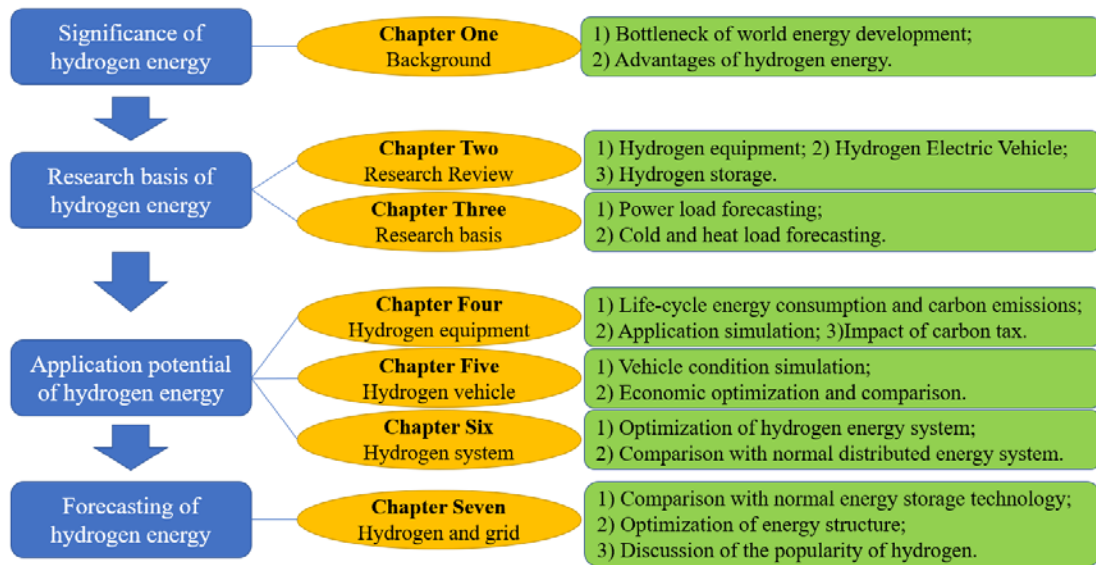 Significance of
hydrogen energy
Chapter One
Background
1) Bottleneck of world energy development;
2) Advantages of hydrogen energy.
Research basis of
hydrogen energy
Chapter Two
Research Review
1) Hydrogen equipment; 2) Hydrogen Electric Vehicle;
3) Hydrogen storage.
Chapter Three
Research basis
1) Power load forecasting;
2) Cold and heat load forecasting.
Application potential
of hydrogen energy
Chapter Four
Hydrogen equipment
1) Life-cycle energy consumption and carbon emissions;
2) Application simulation; 3)Impact of carbon tax.
Chapter Five
Hydrogen vehicle
1) Vehicle condition simulation;
2) Economic optimization and comparison.
Chapter Six
Hydrogen system
1) Optimization of hydrogen energy system;
2) Comparison with normal distributed energy system.
Forecasting of
hydrogen energy
Chapter Seven
Hydrogen and grid
1) Comparison with normal energy storage technology;
2) Optimization of energy structure;
3) Discussion of the popularity of hydrogen.